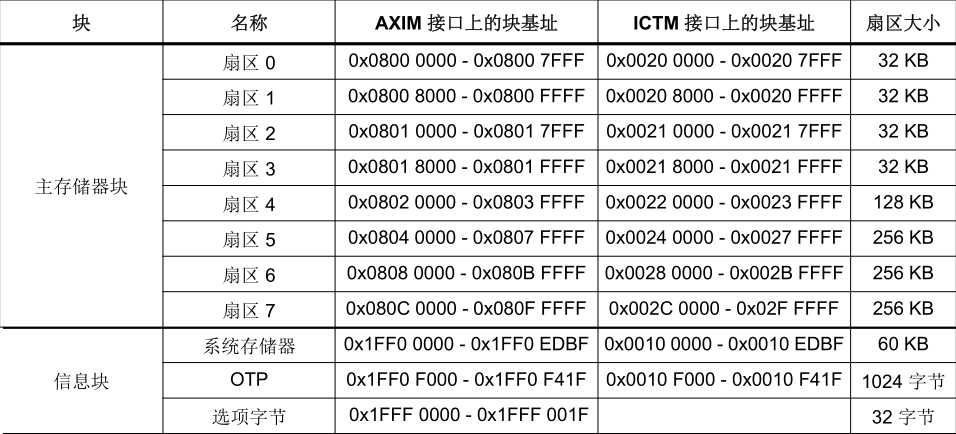 块 名称 AXIM 接口上的块基址 ICTM 接口上的块基址 扇区大小
扇区 0 0x0800 0000 - 0x0800 7FFF 0x0020 0000 - 0x0020 7FFF 32 KB
扇区 1 0x0800 8000 - 0x0800 FFFF 0x0020 8000 - 0x0020 FFFF 32 KB
扇区 2 0x0801 0000 - 0x0801 7FFF 0x0021 0000 - 0x0021 7FFF 32 KB
扇区 3 0x0801 8000 - 0x0801 FFFF 0x0021 8000 - 0x0021 FFFF 32 KB
主存储器块
扇区 4 0x0802 0000 - 0x0803 FFFF 0x0022 0000 - 0x0023 FFFF 128 KB
扇区 5 0x0804 0000 - 0x0807 FFFF 0x0024 0000 - 0x0027 FFFF 256 KB
扇区 6 0x0808 0000 - 0x080B FFFF 0x0028 0000 - 0x002B FFFF 256 KB
扇区 7 0x080C 0000 - 0x080F FFFF 0x002C 0000 - 0x02F FFFF 256 KB
系统存储器 0x1FF0 0000 - 0x1FF0 EDBF 0x0010 0000 - 0x0010 EDBF 60 KB
信息块 OTP 0x1FF0 F000 - 0x1FF0 F41F 0x0010 F000 - 0x0010 F41F 1024 字节
选项字节 0x1FFF 0000 - 0x1FFF 001F 32 字节